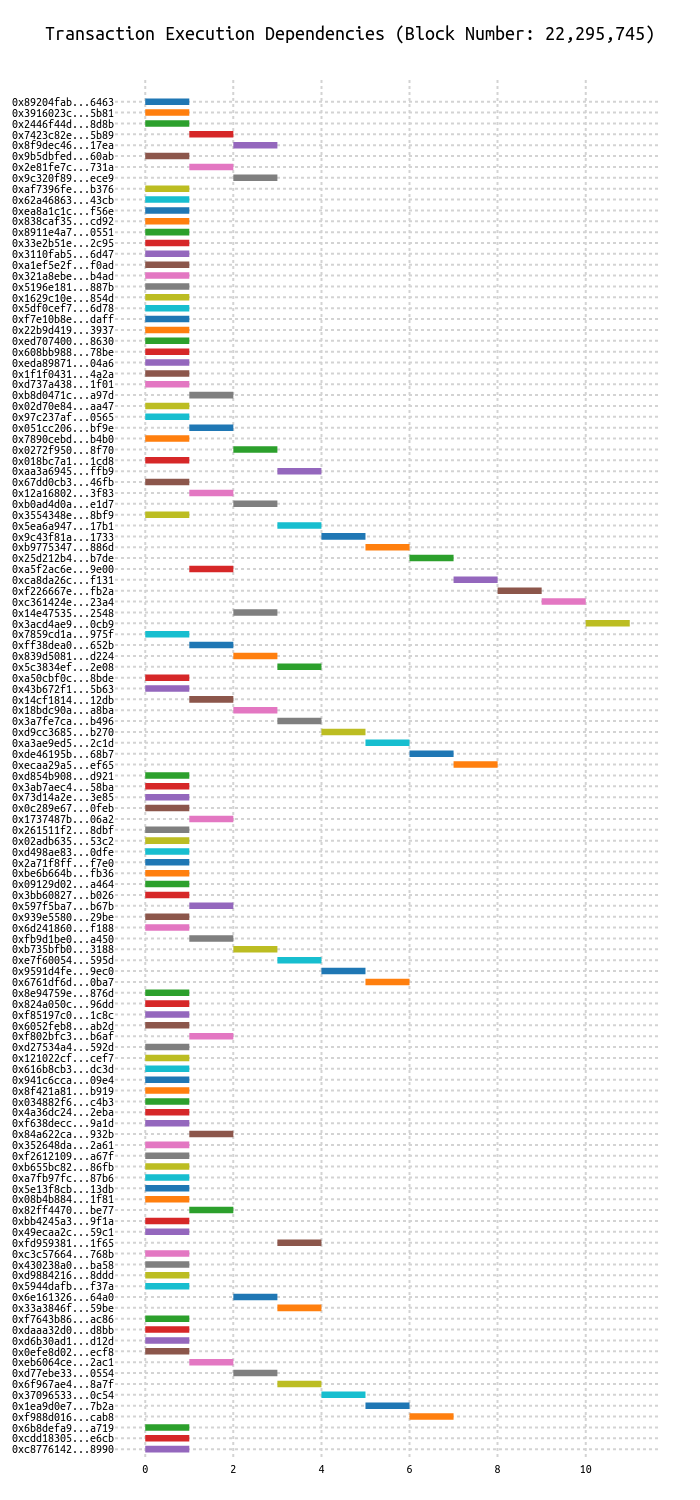 Transaction Execution Dependencies (Block Number: 22,295,745)
0x89204fab...6463
0x3916023c...5b81
0x2446f44d...8d8b
0x7423c82e...5b89
0x8f9dec46...17ea
0x9b5dbfed...60ab
0x2e81fe7c...731a
0x9c320f89...ece9
0xaf7396fe...b376
0x62a46863...43cb
0xea8a1c1c...f56e
0x838caf35...cd92
0x8911e4a7...0551
0x33e2b51e...2c95
0x3110fab5...6d47
0xa1ef5e2f...f0ad
0x321a8ebe...b4ad
0x5196e181...887b
0x1629c10e...854d
0x5df0cef7...6d78
0xf7e10b8e...daff
0x22b9d419...3937
0xed707400...8630
0x608bb988...78be
0xeda89871...04a6
0x1f1f0431...4a2a
0xd737a438...1f01
0xb8d0471c...a97d
0x02d70e84...aa47
0x97c237af...0565
0x051cc206...bf9e
0x7890cebd...b4b0
0x0272f950...8f70
0x018bc7a1...1cd8
0xaa3a6945...ffb9
0x67dd0cb3...46fb
0x12a16802...3f83
0xb0ad4d0a...e1d7
0x3554348e...8bf9
0x5ea6a947...17b1
0x9c43f81a...1733
0xb9775347...886d
0x25d212b4...b7de
0xa5f2ac6e...9e00
0xca8da26c...f131
0xf226667e...fb2a
0xc361424e...23a4
0x14e47535...2548
0x3acd4ae9...0cb9
0x7859cd1a...975f
0xff38dea0...652b
0x839d5081...d224
0x5c3834ef...2e08
0xa50cbf0c...8bde
0x43b672f1...5b63
0x14cf1814...12db
0x18bdc90a...a8ba
0x3a7fe7ca...b496
0xd9cc3685...b270
0xa3ae9ed5...2c1d
0xde46195b...68b7
0xecaa29a5...ef65
0xd854b908...d921
0x3ab7aec4...58ba
0x73d14a2e...3e85
0x0c289e67...0feb
0x1737487b...06a2
0x261511f2...8dbf
0x02adb635...53c2
0xd498ae83...0dfe
0x2a71f8ff...f7e0
0xbe6b664b...fb36
0x09129d02...a464
0x3bb60827...b026
0x597f5ba7...b67b
0x939e5580...29be
0x6d241860...f188
0xfb9d1be0...a450
0xb735bfb0...3188
0xe7f60054...595d
0x9591d4fe...9ec0
0x6761df6d...0ba7
0x8e94759e...876d
0x824a050c...96dd
0xf85197c0...1c8c
0x6052feb8...ab2d
0xf802bfc3...b6af
0xd27534a4...592d
0x121022cf...cef7
0x616b8cb3...dc3d
0x941c6cca...09e4
0x8f421a81...b919
0x034882f6...c4b3
0x4a36dc24...2eba
0xf638decc...9a1d
0x84a622ca...932b
0x352648da...2a61
0xf2612109...a67f
0xb655bc82...86fb
0xa7fb97fc...87b6
0x5e13f8cb...13db
0x08b4b884...1f81
0x82ff4470...be77
0xbb4245a3...9f1a
0x49ecaa2c...59c1
0xfd959381...1f65
0xc3c57664...768b
0x430238a0...ba58
0xd9884216...8ddd
0x5944dafb...f37a
0x6e161326...64a0
0x33a3846f...59be
0xf7643b86...ac86
0xdaaa32d0...d8bb
0xd6b30ad1...d12d
0x0efe8d02...ecf8
0xeb6064ce...2ac1
0xd77ebe33...0554
0x6f967ae4...8a7f
0x37096533...0c54
0x1ea9d0e7...7b2a
0xf988d016...cab8
0x6b8defa9...a719
0xcdd18305...e6cb
0xc8776142...8990
0 2 4 6 8 10